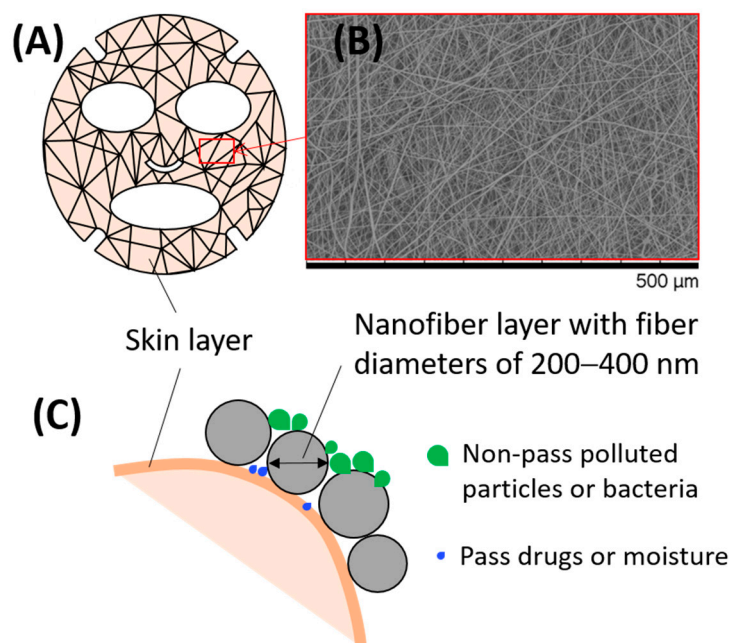 (A)
(B)
500 µm
Skin layer
Nanofiber layer with fiber
diameters of 200–400 nm
(C)
Non-pass polluted
particles or bacteria
Pass drugs or moisture